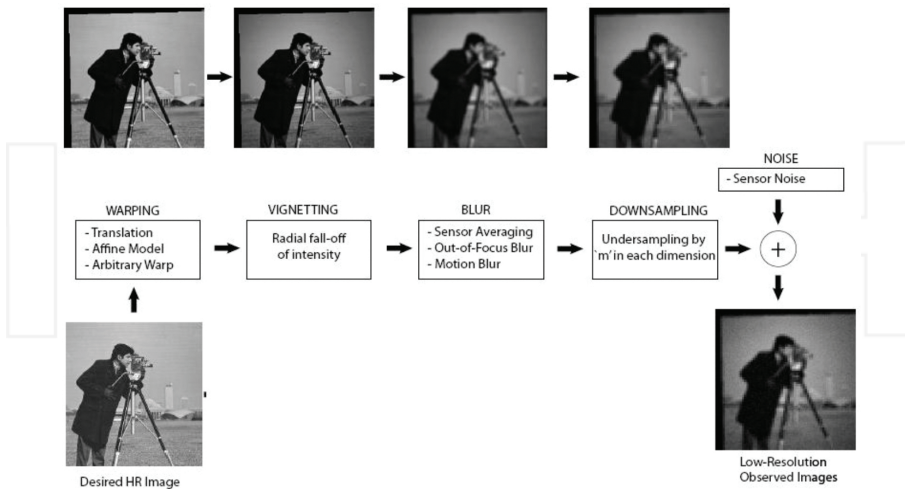 NOISE
- Sensor Noise
WARPING
- Translation
- Affine Model
- Arbitrary Warp
VIGNETTING
Radial fall-off
of intensity
BLUR
- Sensor Averaging
- Out-of-Focus Blur
- Motion Blur
DOWNSAMPLING
Undersampling by
`m' in each dimension
+
Desired HR Image
Low-Resolution
Observed Images